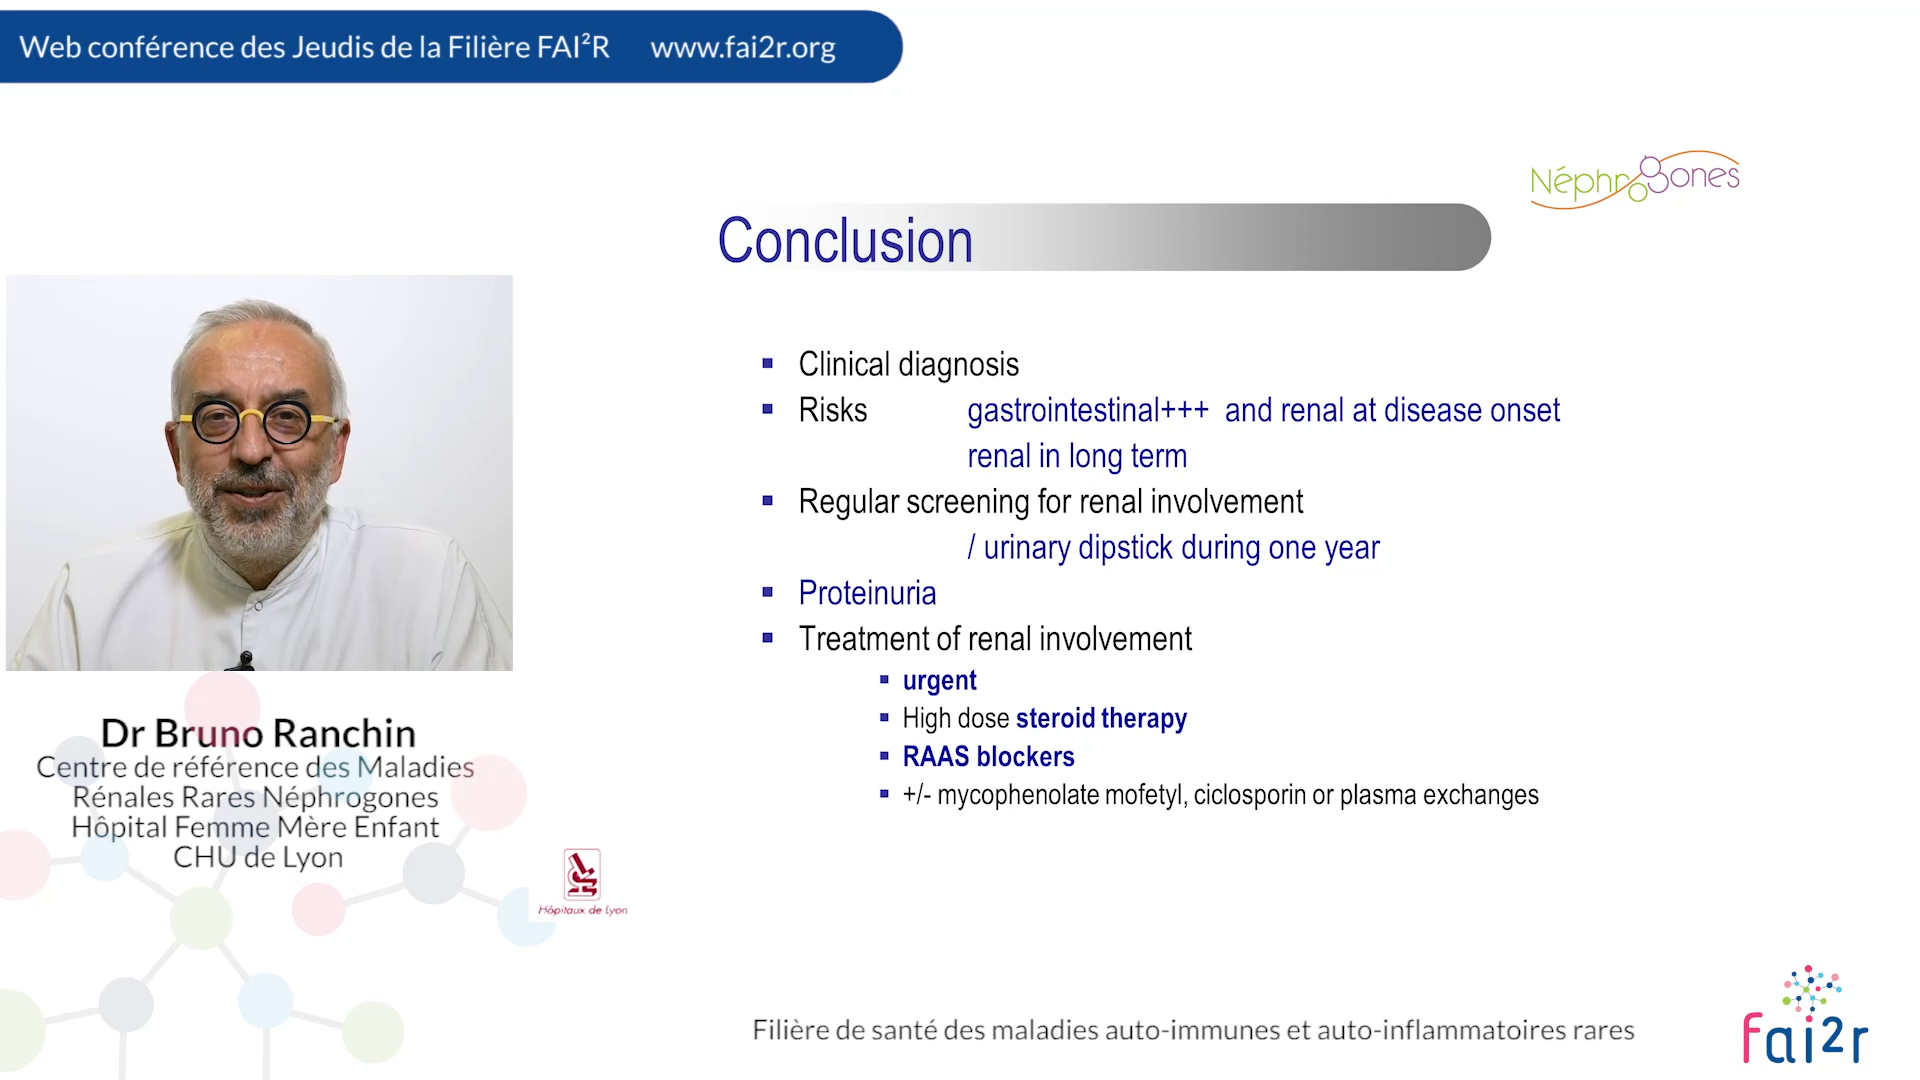 Web conférence des Jeudis de la Filière FAI²R www.fai2r.org
Néphrogones
Conclusion
Clinical diagnosis
Risks gastrointestinal+++ and renal at disease onset
renal in long term
Regular screening for renal involvement
/ urinary dipstick during one year
Proteinuria
Treatment of renal involvement
urgent
High dose steroid therapy
RAAS blockers
+/- mycophenolate mofetyl, ciclosporin or plasma exchanges
Dr Bruno Ranchin
Centre de référence des Maladies
Rénales Rares Néphrogones
Hôpital Femme Mère Enfant
CHU de Lyon
Hôpitaux de Lyon
Filière de santé des maladies auto-immunes et auto-inflammatoires rares
fai2r